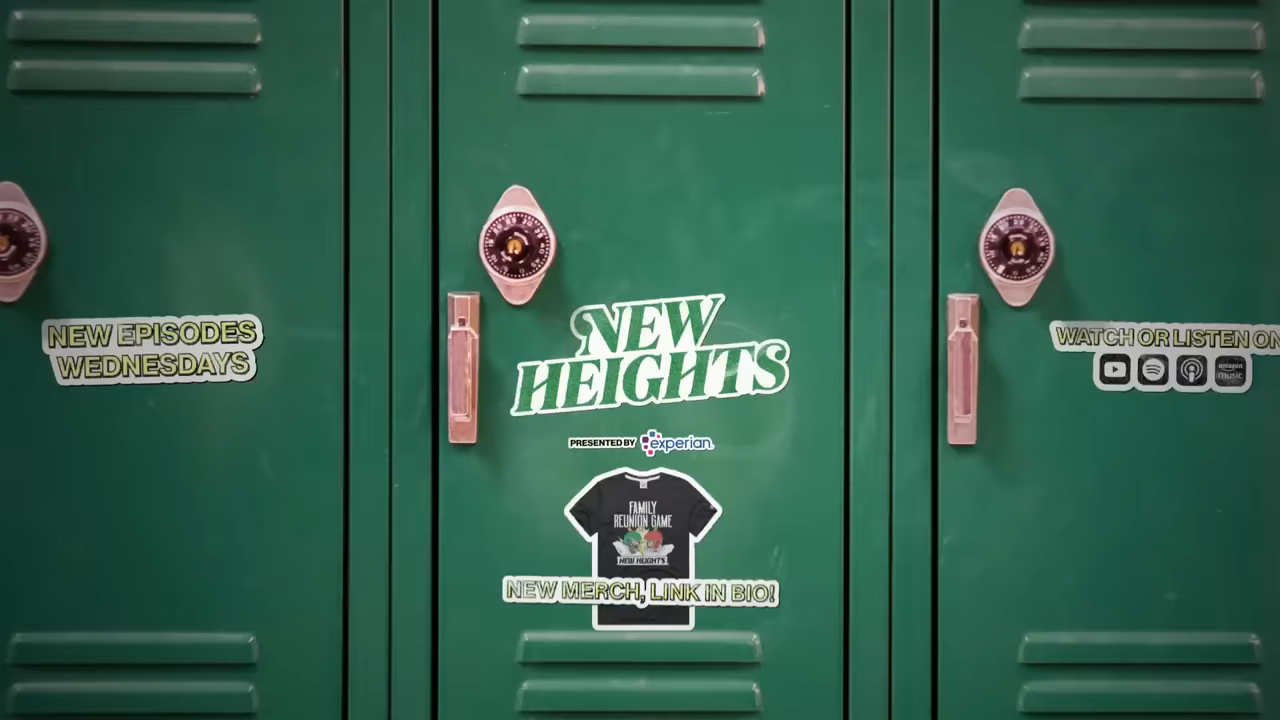 NEW EPISODES
WEDNESDAYS
NEW
HEIGHTS
PRESENTED BY experian.
FAMILY
REUNION GAME
NEW HEIGHTS
NEW MERCH, LINK IN BIO!
WATCH OR LISTEN ON
amazon
music